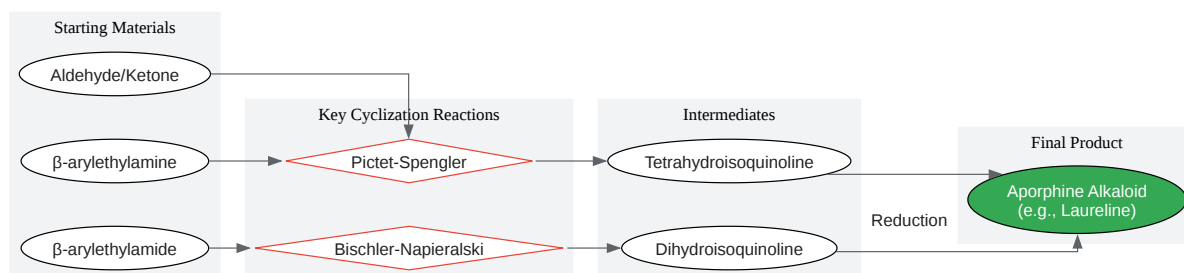 Starting Materials
Aldehyde/Ketone
Key Cyclization Reactions
Intermediates
Final Product
β-arylethylamine
Pictet-Spengler
Tetrahydroisoquinoline
Aporphine Alkaloid
(e.g., Laureline)
Reduction
β-arylethylamide
Bischler-Napieralski
Dihydroisoquinoline